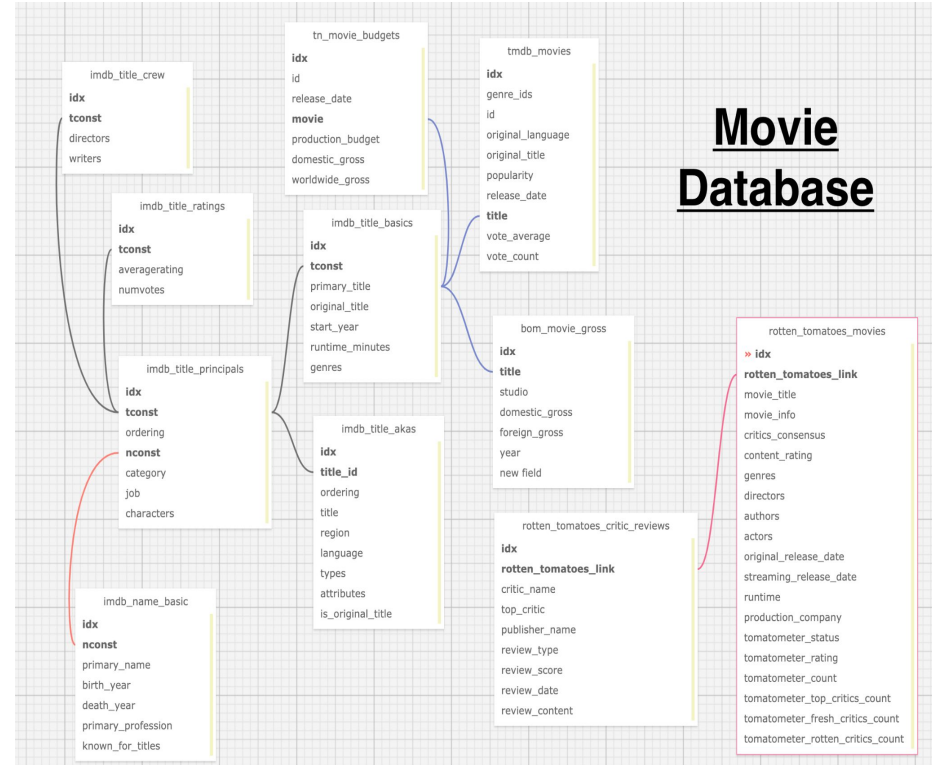 tn_movie_budgets
idx
id
release_date
movie
production_budget
domestic_gross
worldwide_gross
tmdb_movies
idx
genre_ids
id
original_language
original_title
popularity
release_date
title
vote_average
vote_count
Movie
Database
imdb_title_crew
idx
tconst
directors
writers
imdb_title_ratings
idx
tconst
averagerating
numvotes
imdb_title_basics
idx
tconst
primary_title
original_title
start_year
runtime_minutes
genres
bom_movie_gross
idx
title
studio
domestic_gross
foreign_gross
year
new field
rotten_tomatoes_movies
» idx
rotten_tomatoes_link
movie_title
movie_info
critics_consensus
content_rating
genres
directors
authors
actors
original_release_date
streaming_release_date
runtime
production_company
tomatometer_status
tomatometer_rating
tomatometer_count
tomatometer_top_critics_count
tomatometer_fresh_critics_count
tomatometer_rotten_critics_count
imdb_title_principals
idx
tconst
ordering
nconst
category
job
characters
imdb_title_akas
idx
title_id
ordering
title
region
language
types
attributes
is_original_title
rotten_tomatoes_critic_reviews
idx
rotten_tomatoes_link
critic_name
top_critic
publisher_name
review_type
review_score
review_date
review_content
imdb_name_basic
idx
nconst
primary_name
birth_year
death_year
primary_profession
known_for_titles